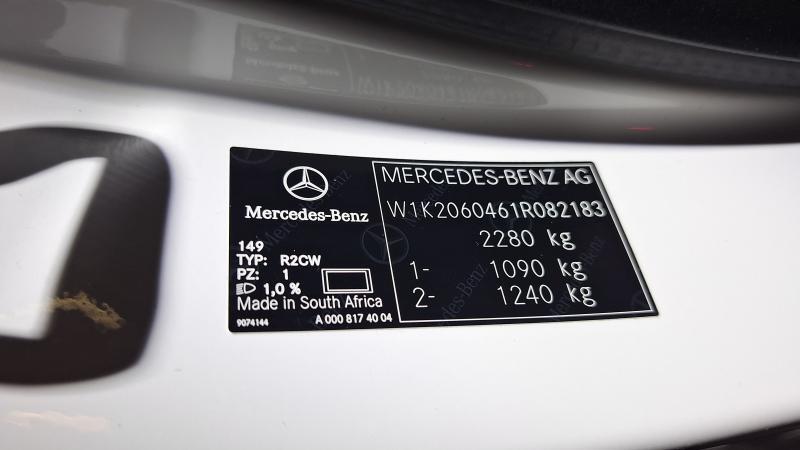 Mercedes-Benz
149
TYP: R2CW
PZ: 1
1,0 %
Made in South Africa
9074144 A 000 817 40 04
MERCEDES-BENZ AG
W1K2060461R082183
2280 kg
1- 1090 kg
2- 1240 kg